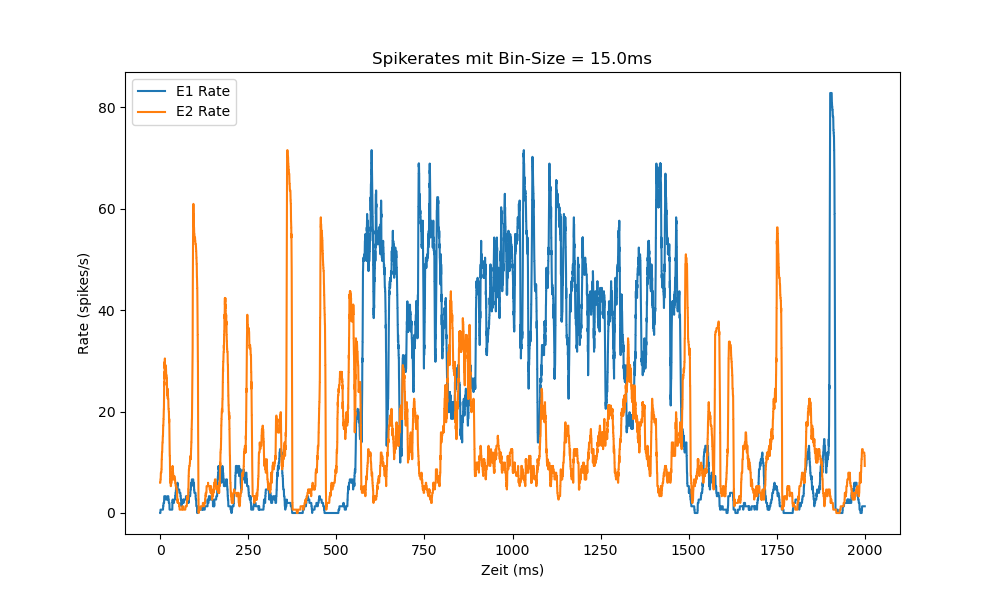 Spikerates mit Bin-Size = 15.0ms
E1 Rate
E2 Rate
80
60
40
20
0
Rate (spikes/s)
0 250 500 750 1000 1250 1500 1750 2000
Zeit (ms)